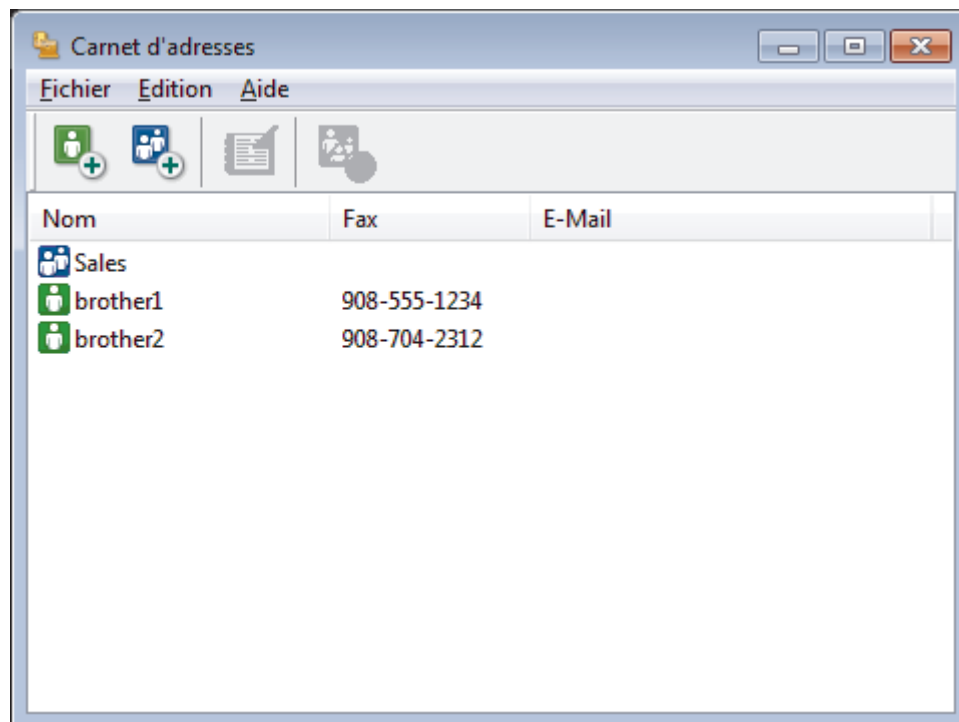 Carnet d'adresses
Fichier Edition Aide
Nom Fax E-Mail
Sales
brother1 908-555-1234
brother2 908-704-2312